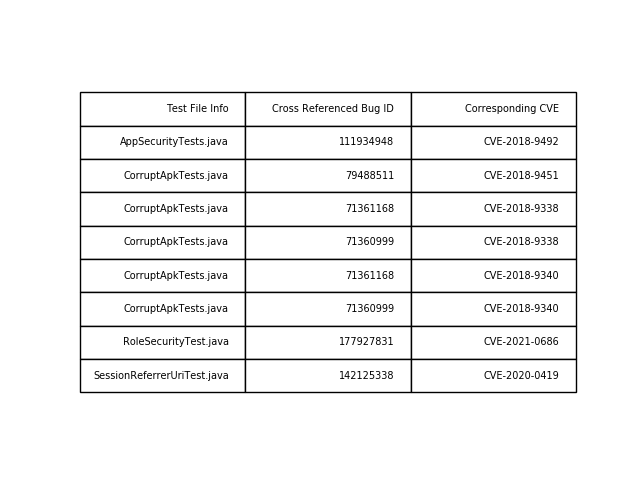 Test File Info Cross Referenced Bug ID Corresponding CVE
AppSecurityTests.java 111934948 CVE-2018-9492
CorruptApkTests.java 79488511 CVE-2018-9451
CorruptApkTests.java 71361168 CVE-2018-9338
CorruptApkTests.java 71360999 CVE-2018-9338
CorruptApkTests.java 71361168 CVE-2018-9340
CorruptApkTests.java 71360999 CVE-2018-9340
RoleSecurityTest.java 177927831 CVE-2021-0686
SessionReferrerUriTest.java 142125338 CVE-2020-0419